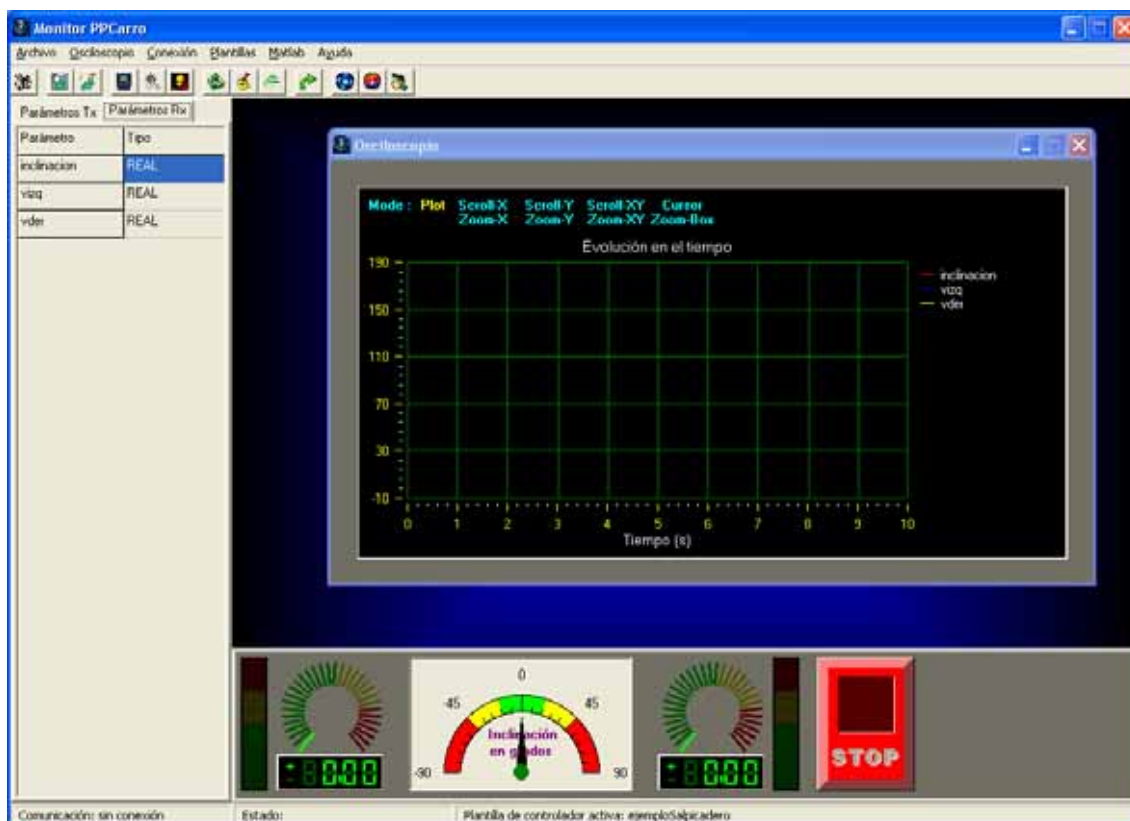 Monitor PPCarro
Archivo Osciloscopio Conexión Plantillas Matlab Ayuda
Parámetros Tx Parámetros Rx
Parámetro Tipo
inclinacion REAL
vizq REAL
vder REAL
Osciloscopio
Mode : Plot Scroll-X Scroll-Y Scroll-XY Cursor
Zoom-X Zoom-Y Zoom-XY Zoom-Box
Evolución en el tiempo
190
150
110
70
30
-10
0 1 2 3 4 5 6 7 8 9 10
Tiempo (s)
inclinacion
vizq
vder
0
-45 45
-90 90
Inclinación
en grados
0.00
0.00
STOP
Comunicación: sin conexión Estado: Plantilla de controlador activa: ejemploSalpicadero